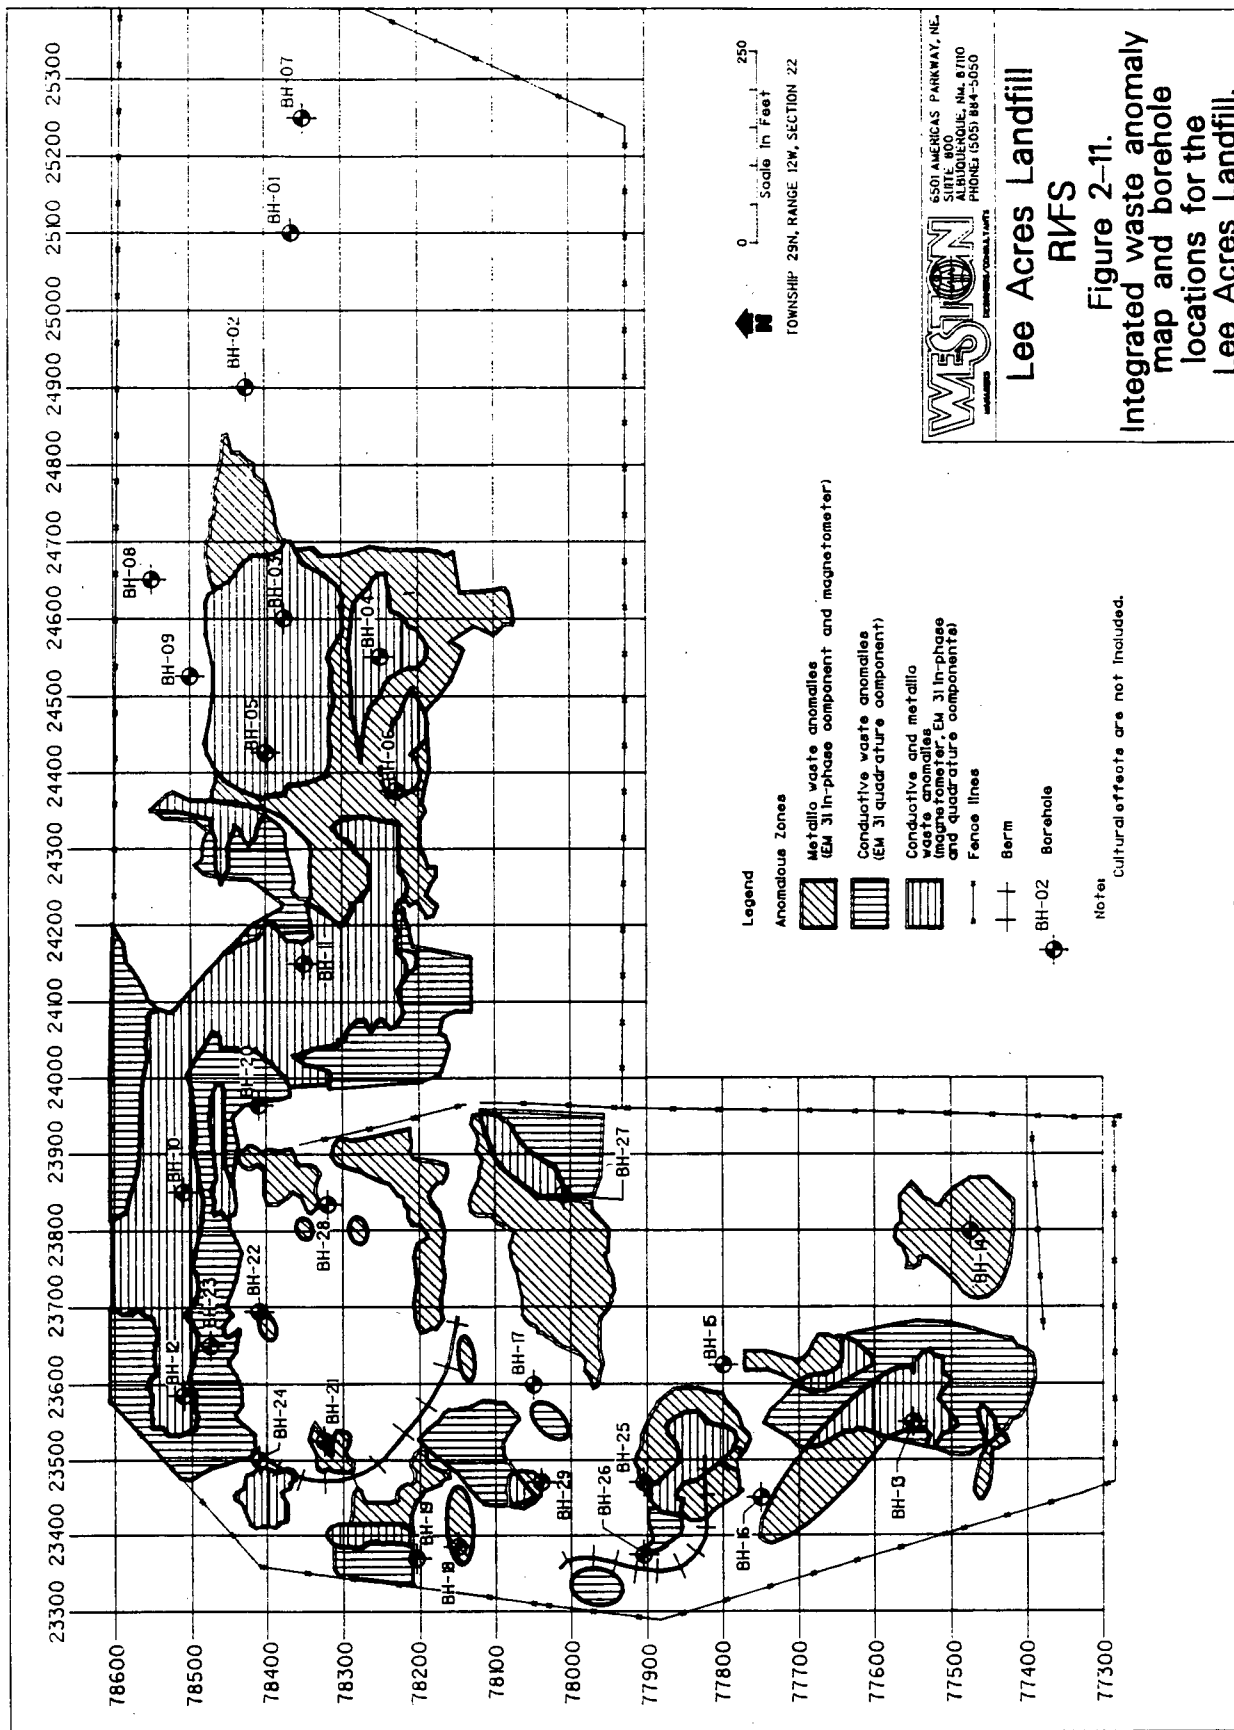 25300
25200
25100
25000
24900
24800
24700
24600
24500
24400
24300
24200
24100
24000
23900
23800
23700
23600
23500
23400
23300
78600
78500
78400
78300
78200
78100
78000
77900
77800
77700
77600
77500
77400
77300
BH-07
BH-01
BH-02
BH-08
BH-09
BH-03
BH-04
BH-05
BH-06
BH-11
BH-20
BH-10
BH-22
BH-23
BH-12
BH-24
BH-21
BH-28
BH-27
BH-17
BH-19
BH-18
BH-29
BH-25
BH-26
BH-15
BH-16
BH-13
BH-14
0 250
Scale in Feet
TOWNSHIP 29N, RANGE 12W, SECTION 22
N
Legend
Anomalous Zones
Metallic waste anomalies
(EM 31 in-phase component and magnetometer)
Conductive waste anomalies
(EM 31 quadrature component)
Conductive and metallic
waste anomalies
(magnetometer, EM 31 in-phase
and quadrature components)
Fence lines
Berm
BH-02 Borehole
Note: Cultural effects are not included.
WESTON
MANAGERS DESIGNERS/CONSULTANTS
6501 AMERICAS PARKWAY, NE.
SUITE 800
ALBUQUERQUE, NM. 87110
PHONE: (505) 884-5050
Lee Acres Landfill
RI/FS
Figure 2-11.
Integrated waste anomaly
map and borehole
locations for the
Lee Acres Landfill.